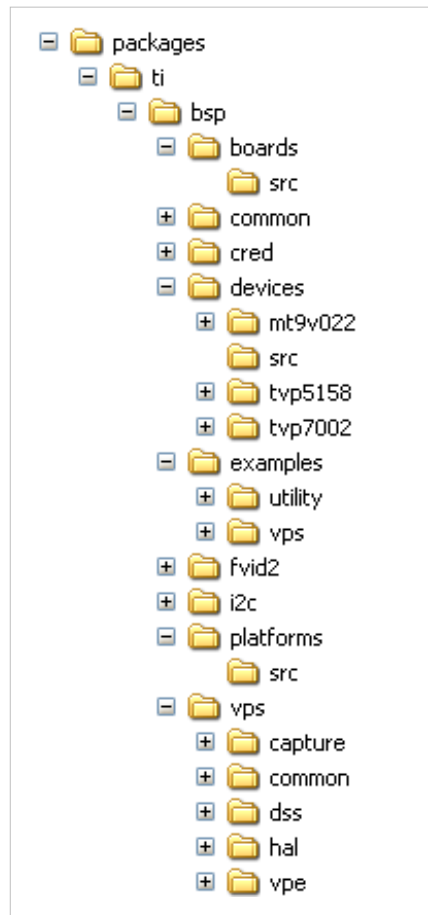 packages
ti
bsp
boards
src
common
cred
devices
mt9v022
src
tvp5158
tvp7002
examples
utility
vps
fvid2
i2c
platforms
src
vps
capture
common
dss
hal
vpe